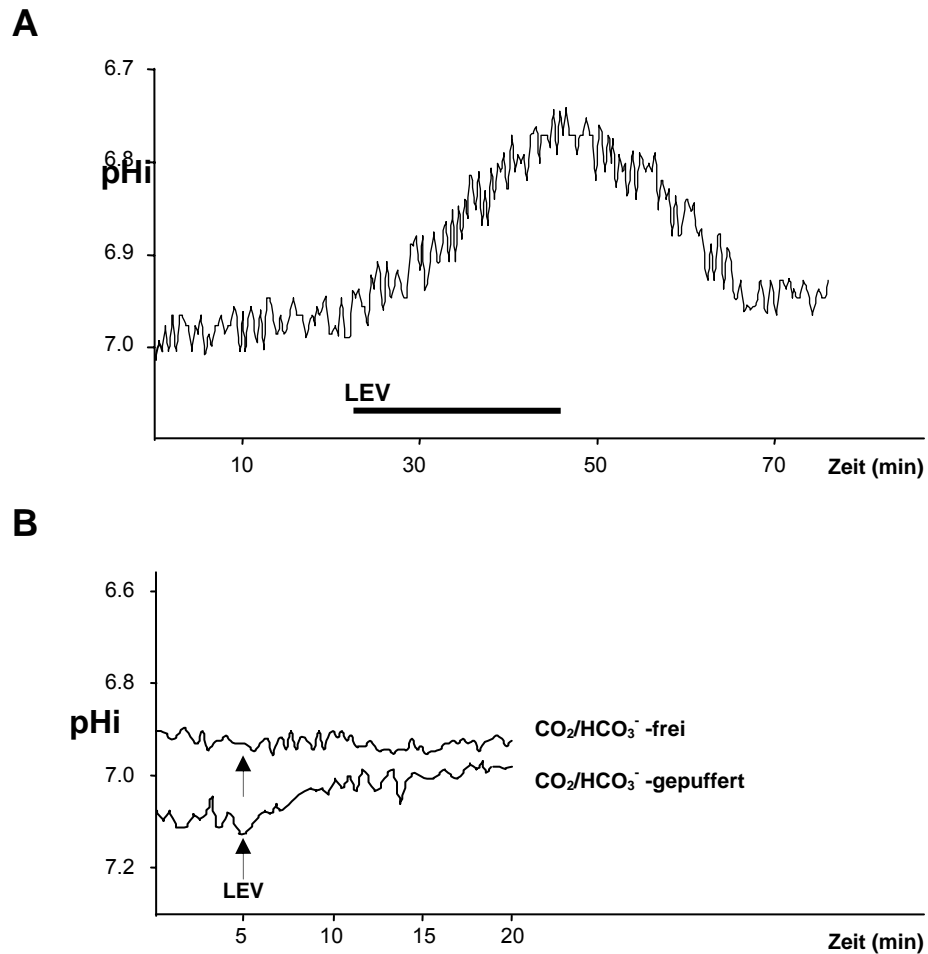 A
6.7
6.8
pHi
6.9
7.0
LEV
10 30 50 70 Zeit (min)
B
6.6
6.8
pHi
CO₂/HCO₃⁻ -frei
7.0
CO₂/HCO₃⁻ -gepuffert
7.2
LEV
5 10 15 20 Zeit (min)